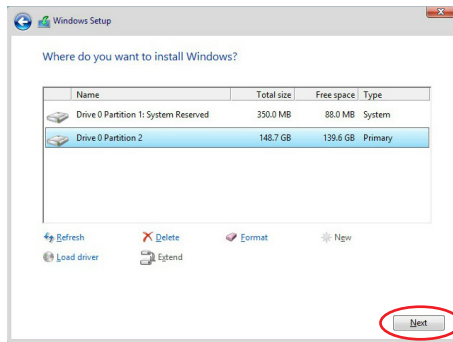 Windows Setup
Where do you want to install Windows?
Name Total size Free space Type
Drive 0 Partition 1: System Reserved 350.0 MB 88.0 MB System
Drive 0 Partition 2 148.7 GB 139.6 GB Primary
Refresh Delete Format New
Load driver Extend
Next